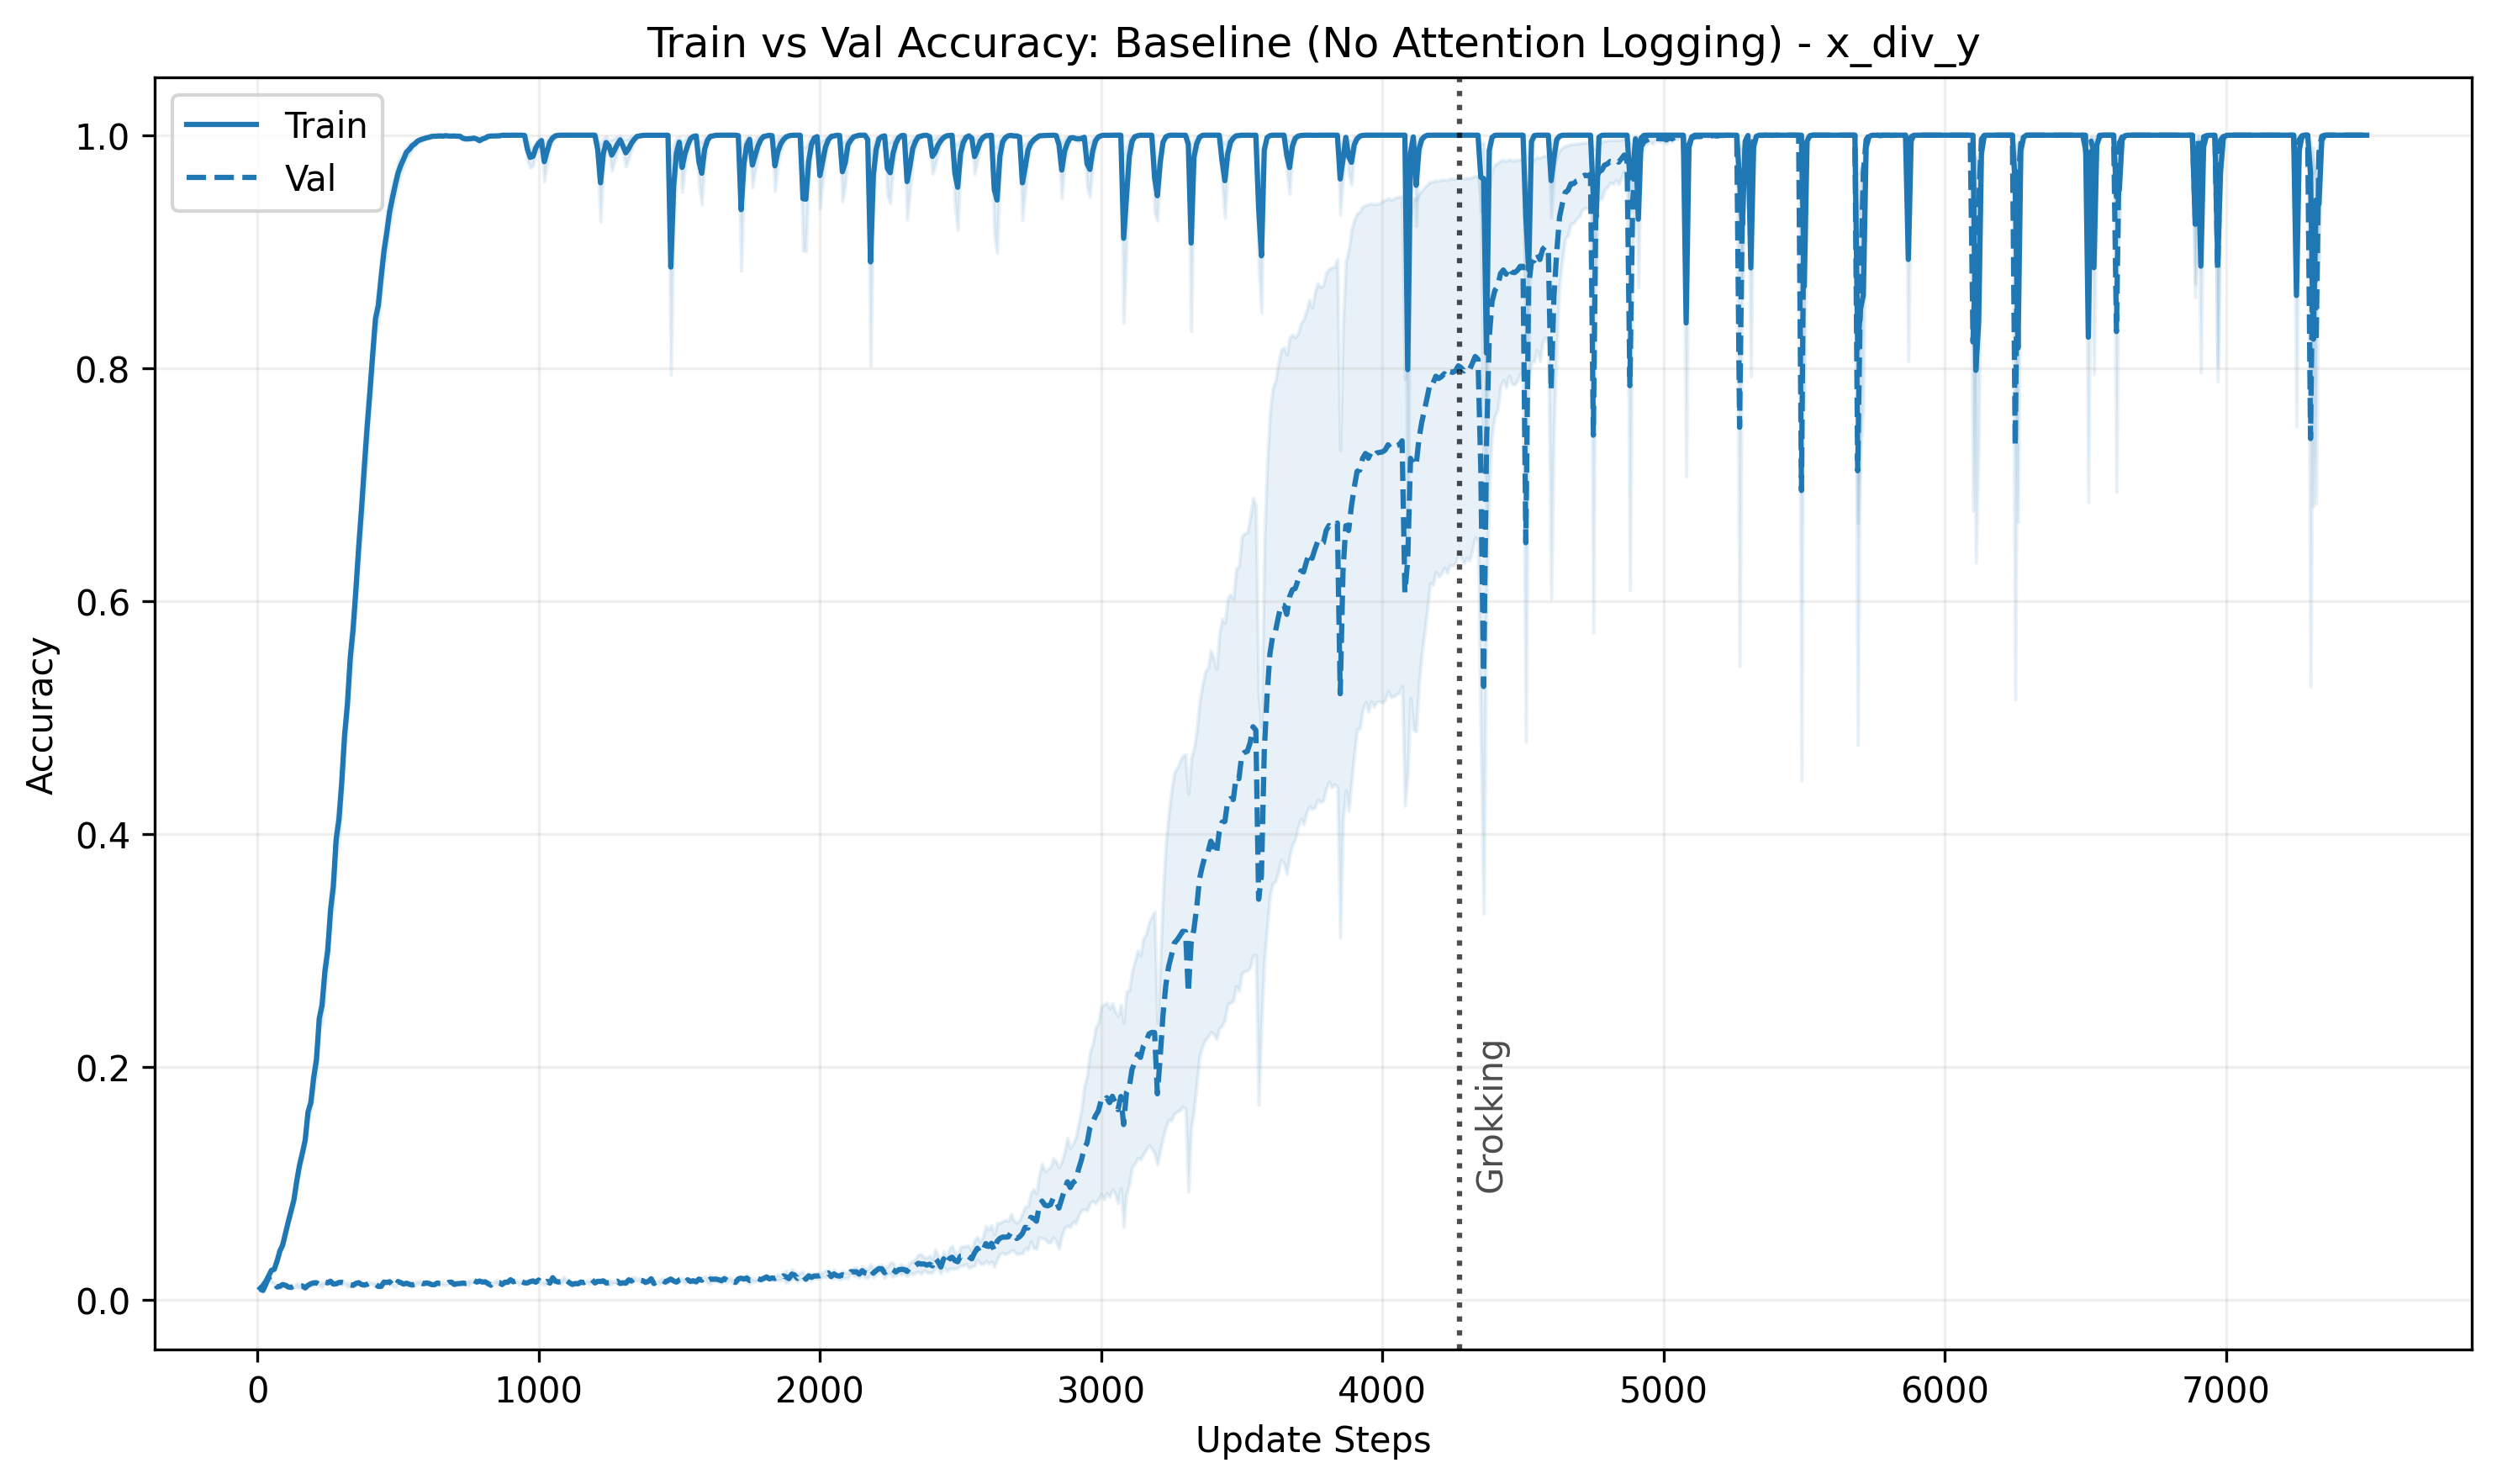 Train vs Val Accuracy: Baseline (No Attention Logging) - x_div_y
Train
Val
1.0
0.8
0.6
0.4
0.2
0.0
Accuracy
Grokking
0
1000
2000
3000
4000
5000
6000
7000
Update Steps